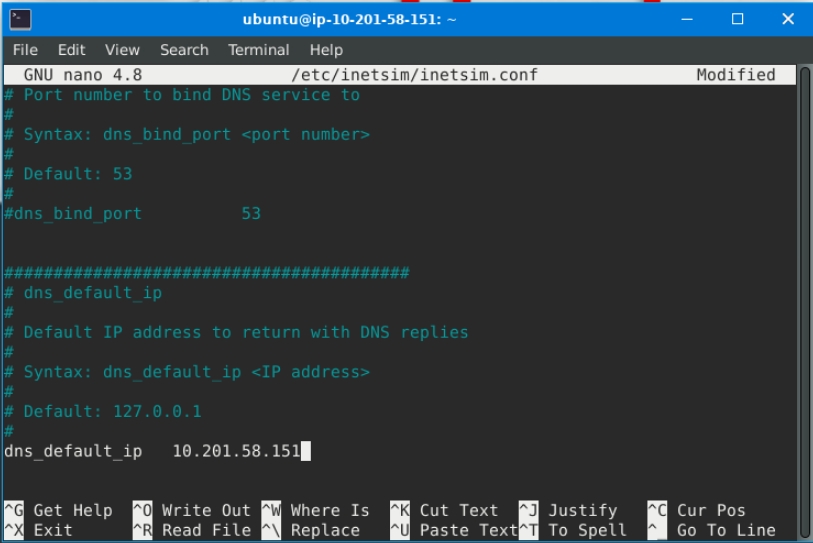 ubuntu@ip-10-201-58-151: ~
File Edit View Search Terminal Help
GNU nano 4.8 /etc/inetsim/inetsim.conf Modified
# Port number to bind DNS service to
#
# Syntax: dns_bind_port <port number>
#
# Default: 53
#
#dns_bind_port 53
#########################################
# dns_default_ip
#
# Default IP address to return with DNS replies
#
# Syntax: dns_default_ip <IP address>
#
# Default: 127.0.0.1
#
dns_default_ip 10.201.58.151
^G Get Help ^O Write Out ^W Where Is ^K Cut Text ^J Justify ^C Cur Pos
^X Exit ^R Read File ^\ Replace ^U Paste Text ^T To Spell ^_ Go To Line